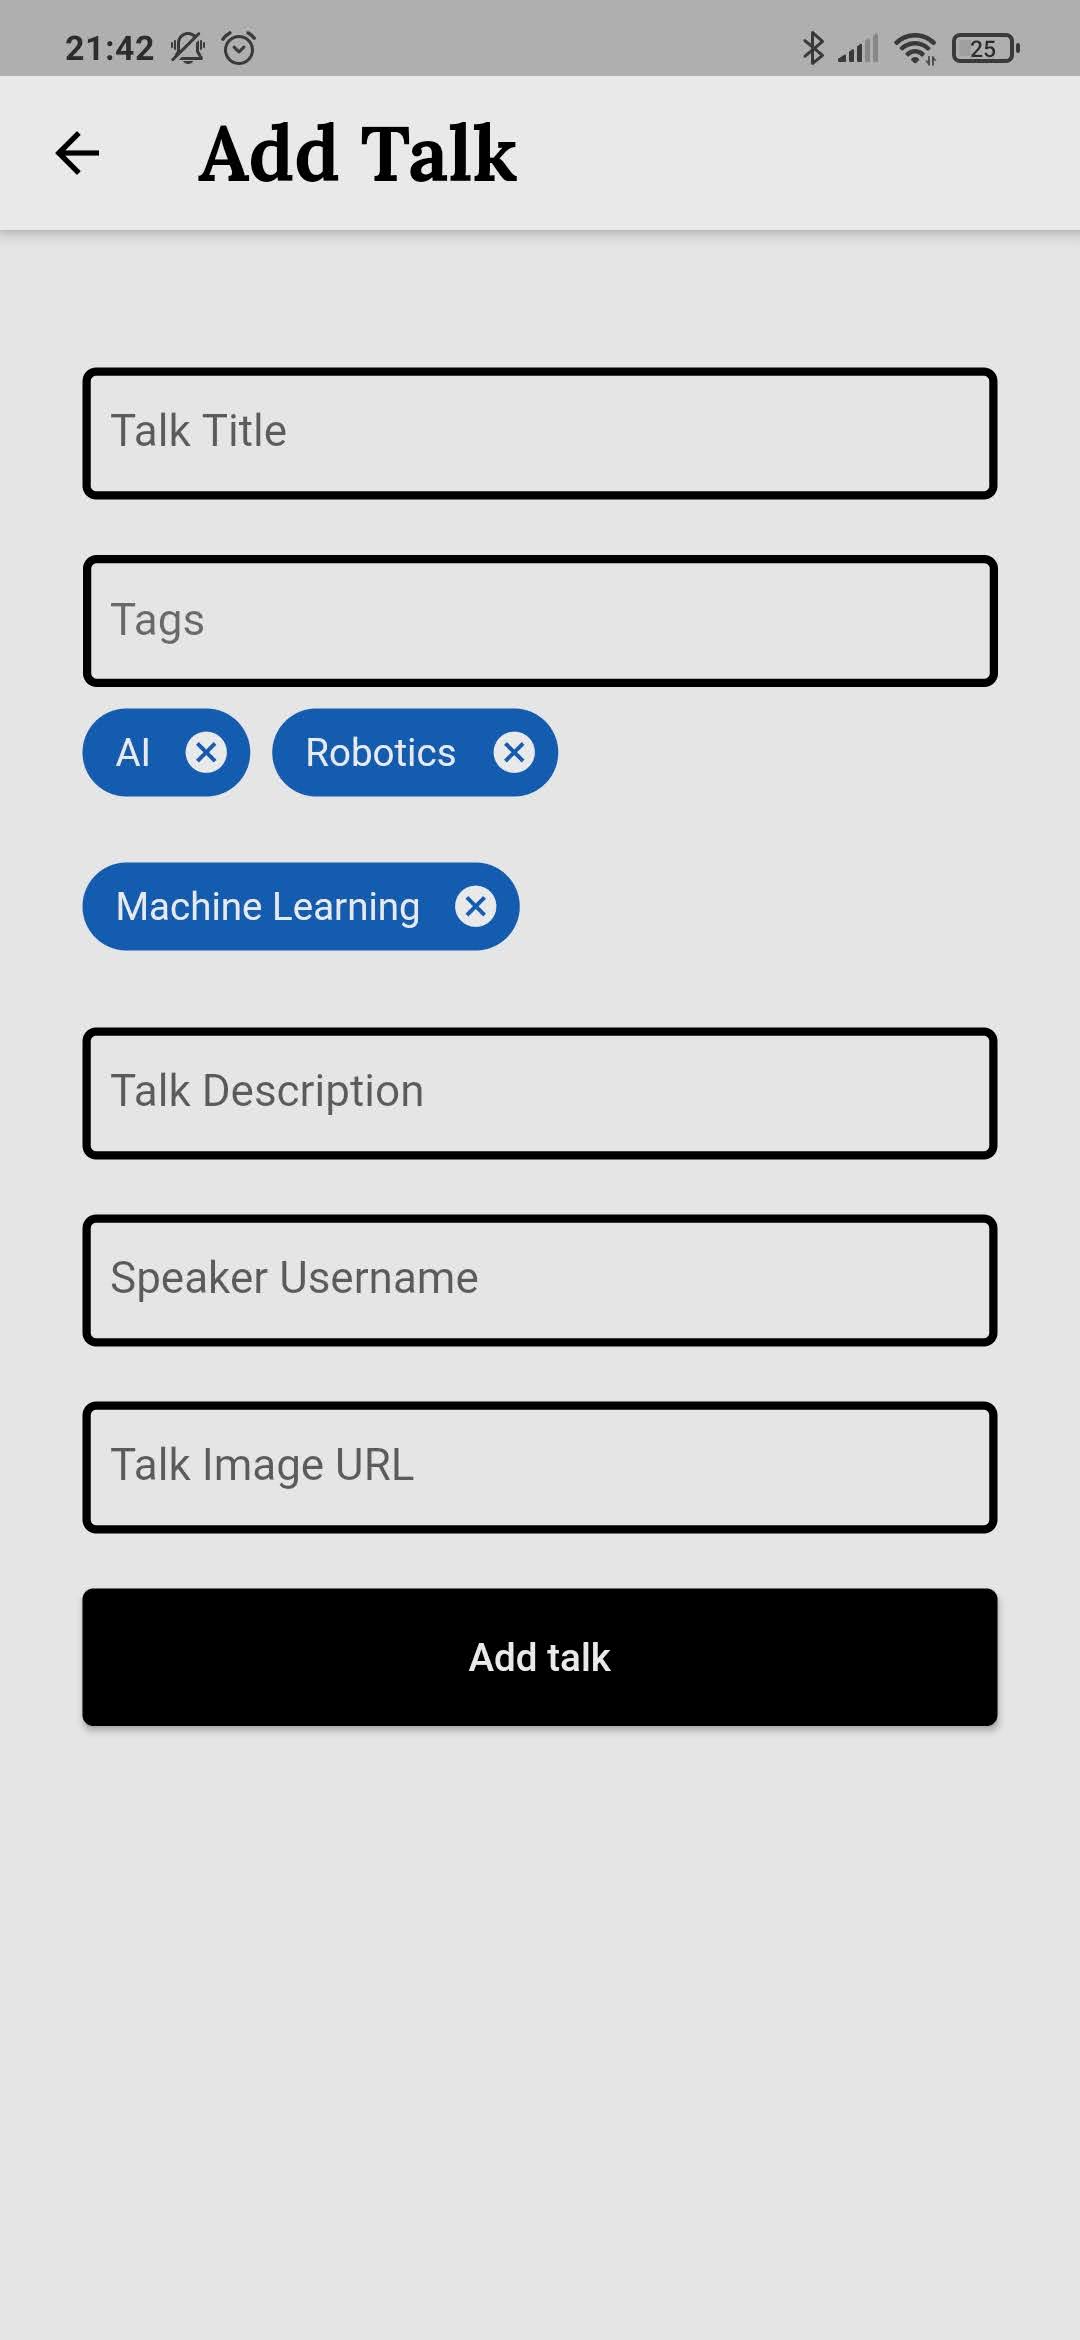 21:42 25
Add Talk
Talk Title
Tags
AI Robotics
Machine Learning
Talk Description
Speaker Username
Talk Image URL
Add talk